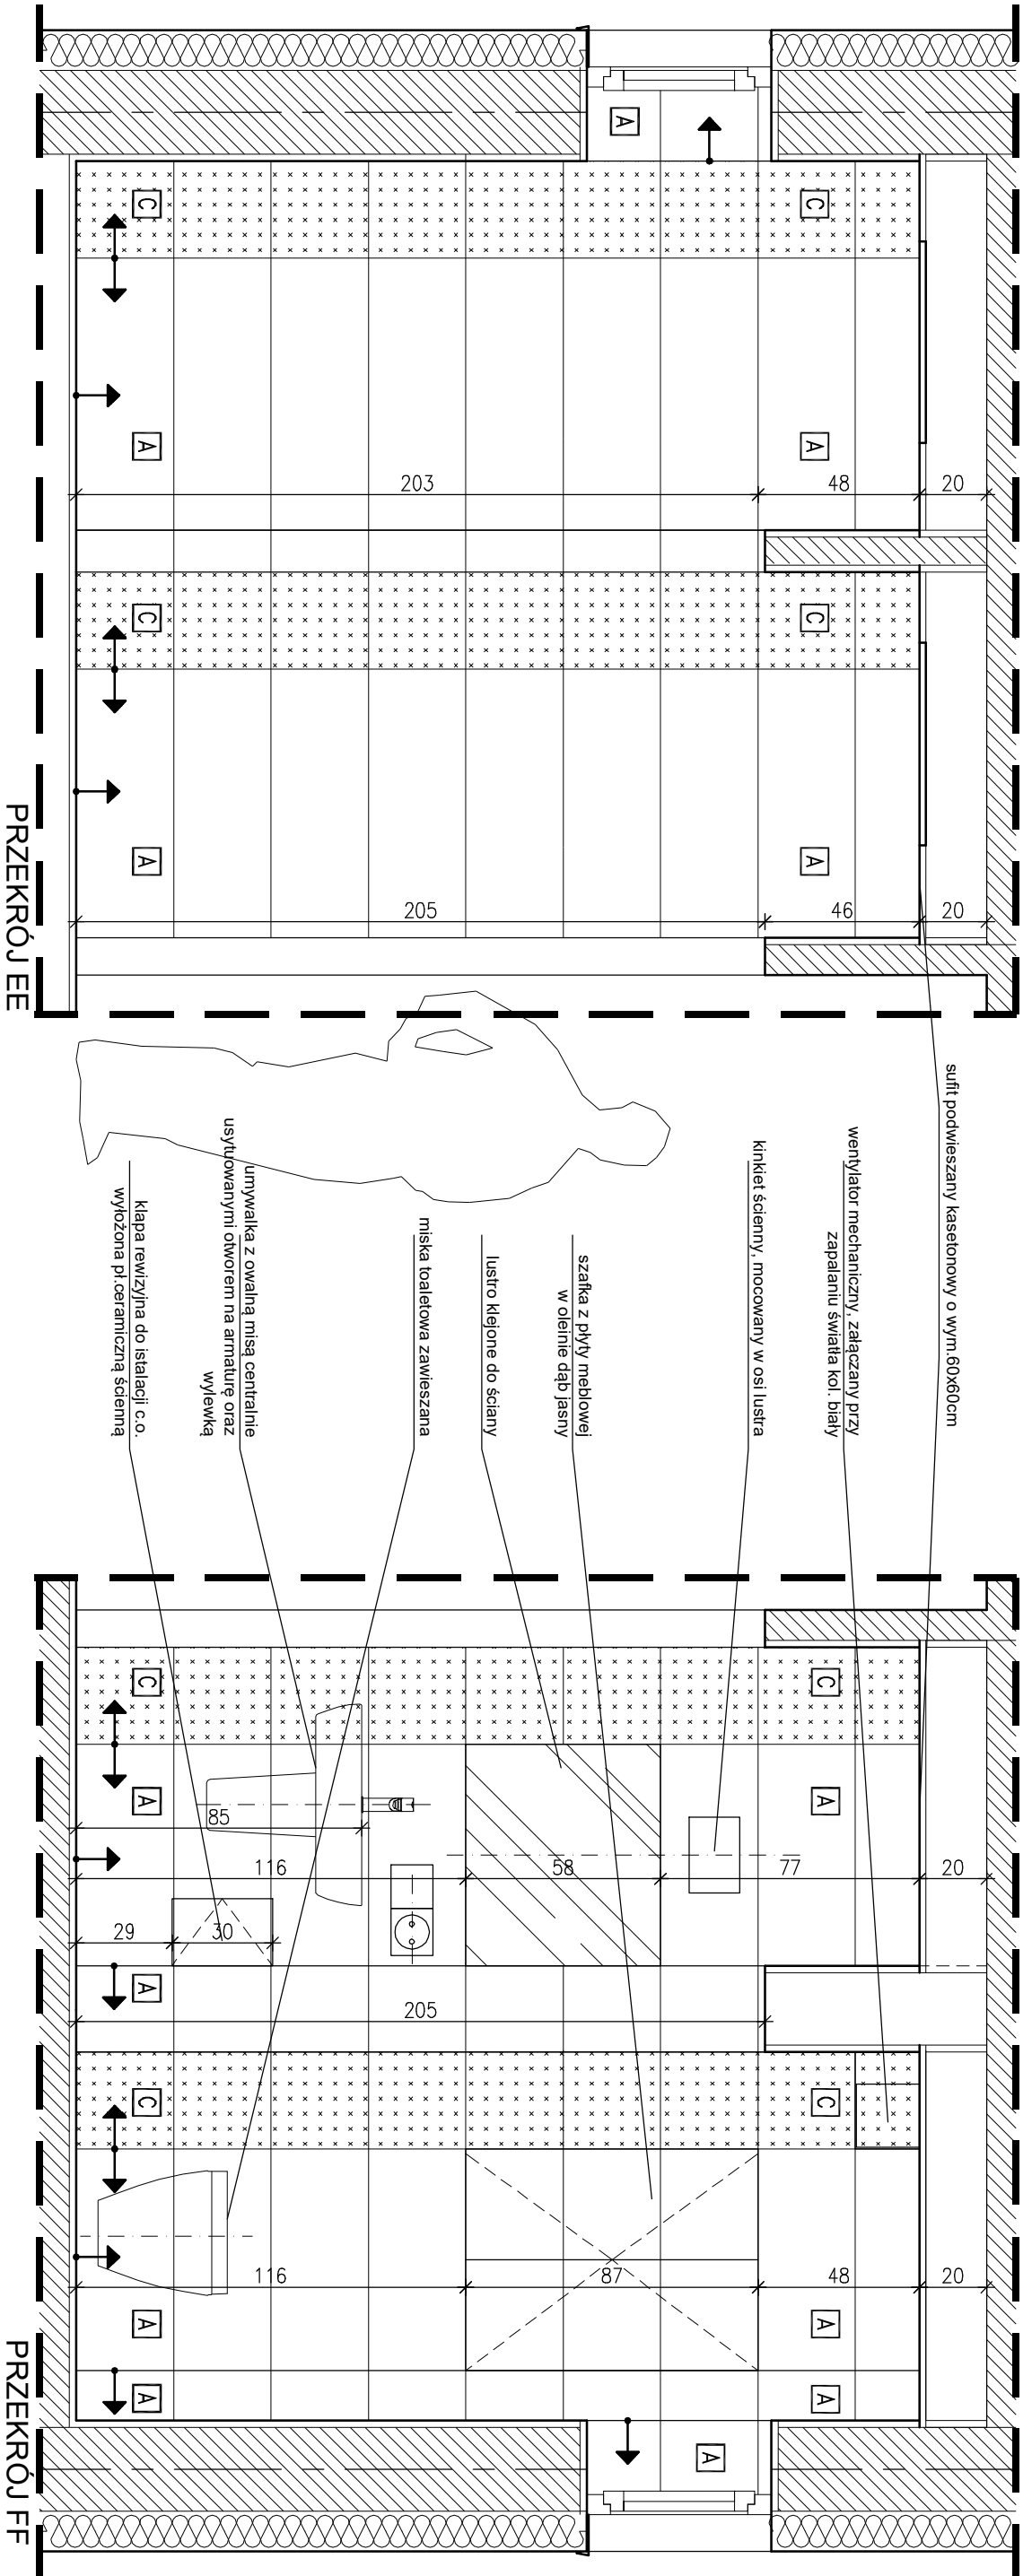 PRZEKRÓJ EE
203
48
20
205
46
20
C
C
A
A
A
C
C
A
A
sufit podwieszany kasetonowy o wym.60x60cm
wentylator mechaniczny, załączany przy
zapalaniu światła kol. biały
kinkiet ścienny, mocowany w osi lustra
szafka z płyty meblowej
w oleinie dąb jasny
lustro klejone do ściany
miska toaletowa zawieszana
umywalka z owalną misą centralnie
usytuowanymi otworem na armaturę oraz
wylewką
klapa rewizyjna do istalacji c.o.
wyłożona pł.ceramiczną ścienną
C
C
A
A
85
116
58
77
20
29
30
A
205
C
C
116
87
48
20
A
A
A
A
A
PRZEKRÓJ FF